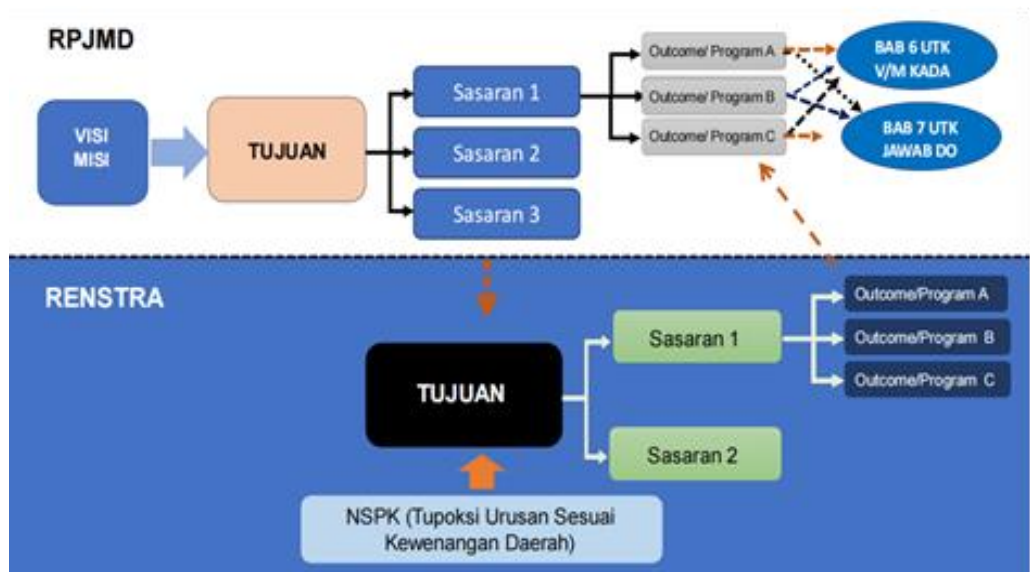 RPJMD
VISI
MISI
TUJUAN
Sasaran 1
Sasaran 2
Sasaran 3
Outcome/ Program A
Outcome/ Program B
Outcome/ Program C
BAB 6 UTK
V/M KADA
BAB 7 UTK
JAWAB DO
RENSTRA
TUJUAN
Sasaran 1
Sasaran 2
Outcome/Program A
Outcome/Program B
Outcome/Program C
NSPK (Tupoksi Urusan Sesuai
Kewenangan Daerah)